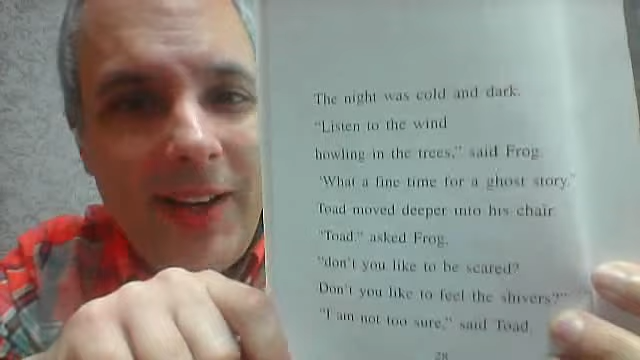 The night was cold and dark.
"Listen to the wind
howling in the trees," said Frog.
"What a fine time for a ghost story."
Toad moved deeper into his chair.
"Toad," asked Frog,
"don't you like to be scared?
Don't you like to feel the shivers?"
"I am not too sure," said Toad.
28